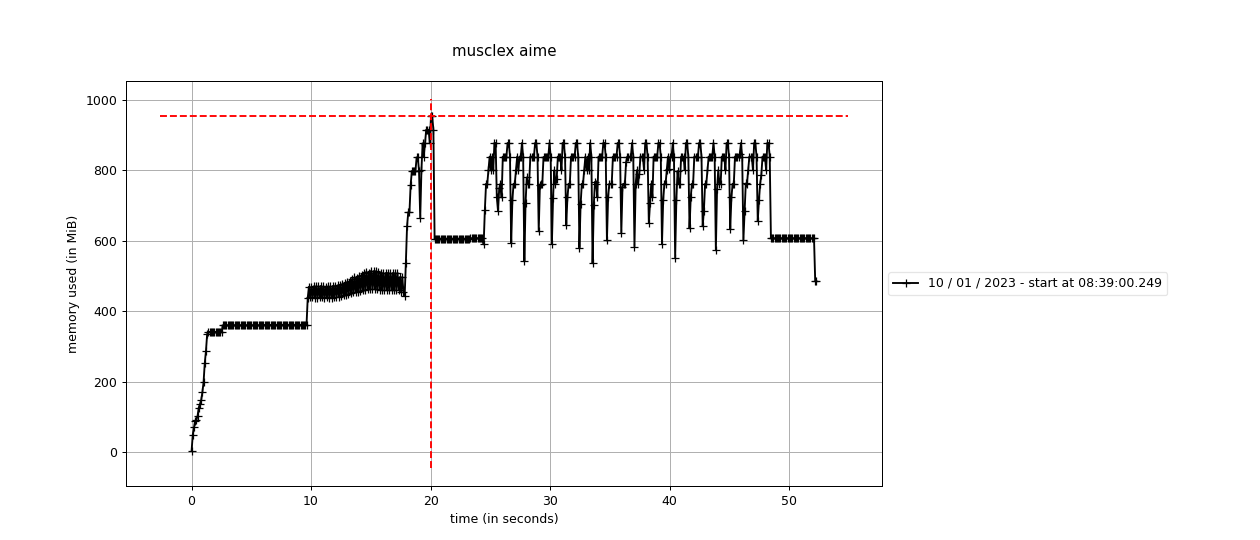 musclex aime
1000
800
600
400
200
0
memory used (in MiB)
0 10 20 30 40 50
time (in seconds)
10 / 01 / 2023 - start at 08:39:00.249